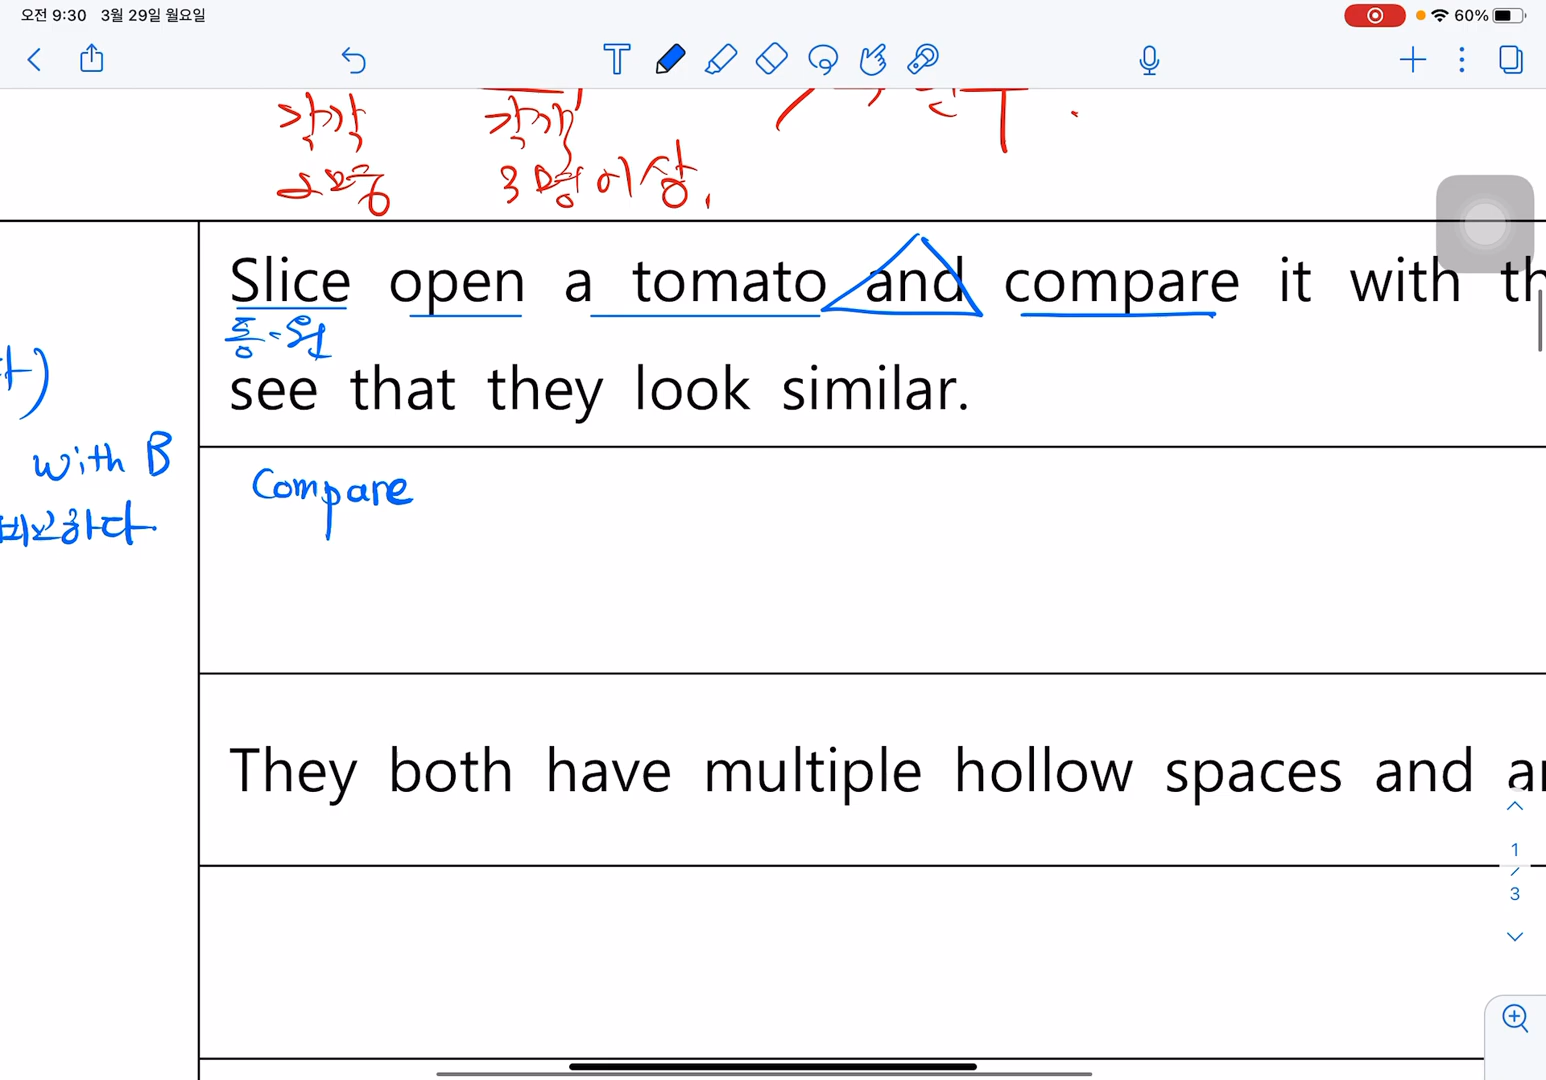 오전 9:30 3월 29일 월요일
60%
각각 각개
3명이상.
Slice open a tomato and compare it with th
동-원
see that they look similar.
with B
비교하다
Compare
They both have multiple hollow spaces and ar
1
/
3